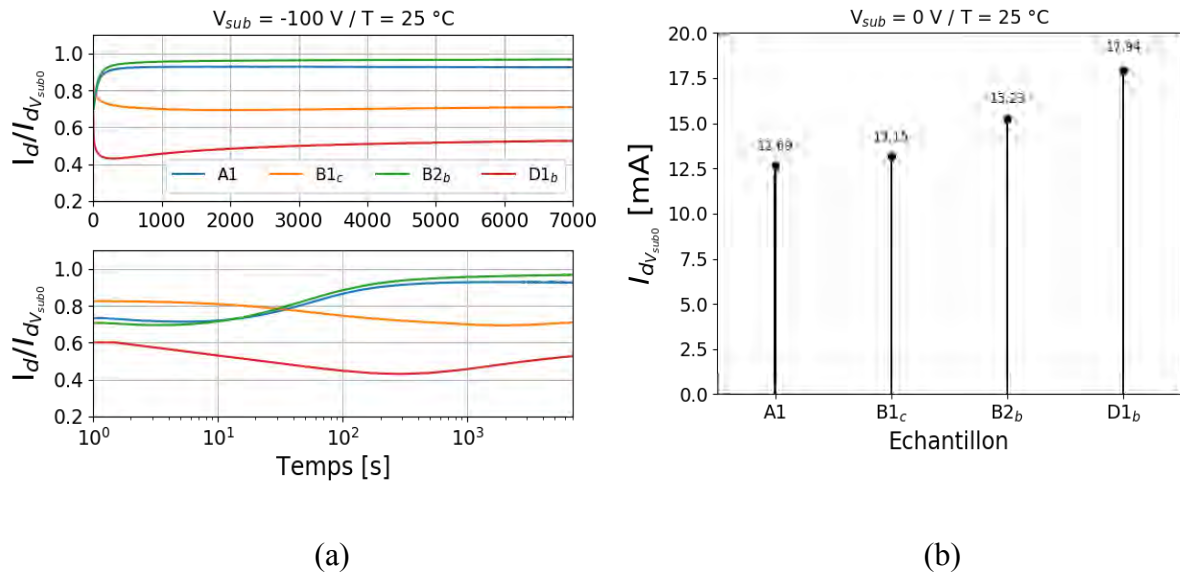 V_sub = -100 V / T = 25 °C
I_d/I_dV_sub0
1.0
0.8
0.6
0.4
0.2
A1 B1_c B2_b D1_b
0 1000 2000 3000 4000 5000 6000 7000
I_d/I_dV_sub0
1.0
0.8
0.6
0.4
0.2
10^0 10^1 10^2 10^3
Temps [s]
(a)
V_sub = 0 V / T = 25 °C
I_dV_sub0 [mA]
20.0
17.5
15.0
12.5
10.0
7.5
5.0
2.5
0.0
12.69 13.15 15.23 17.94
A1 B1_c B2_b D1_b
Echantillon
(b)